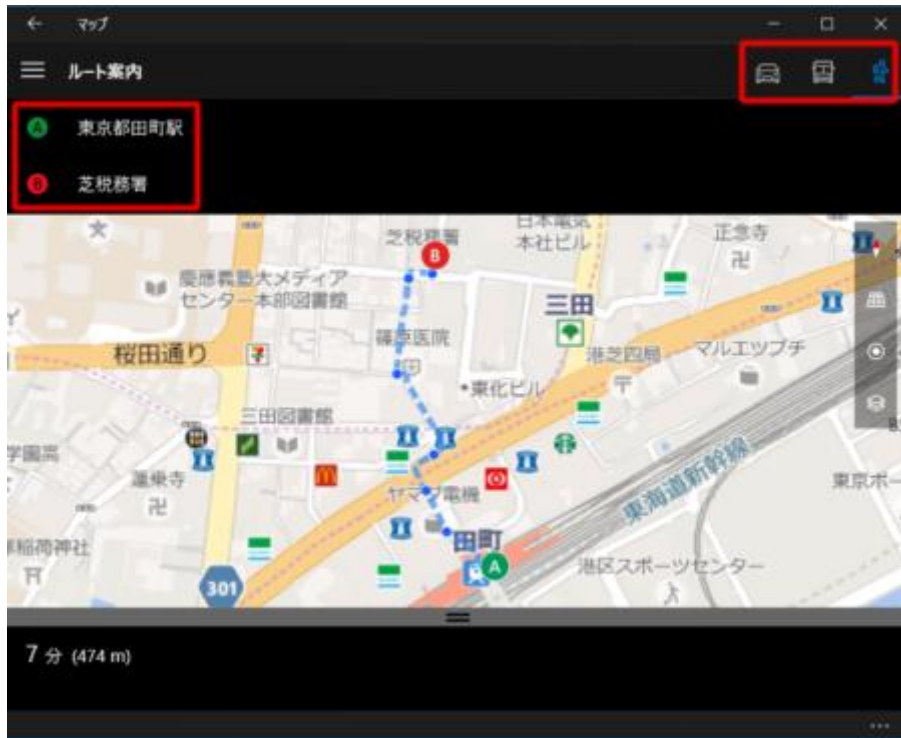 マップ
ルート案内
A 東京都田町駅
B 芝税務署
芝税務署
B
日本電気
本社ビル
正念寺
慶應義塾大メディア
センター本部図書館
三田
篠原医院
桜田通り
港芝四局
マルエツプチ
東化ビル
三田図書館
学園高
蓮乗寺
ヤマダ電機
東海道新幹線
東京ポー
田町
A
稲荷神社
港区スポーツセンター
301
7 分 (474 m)